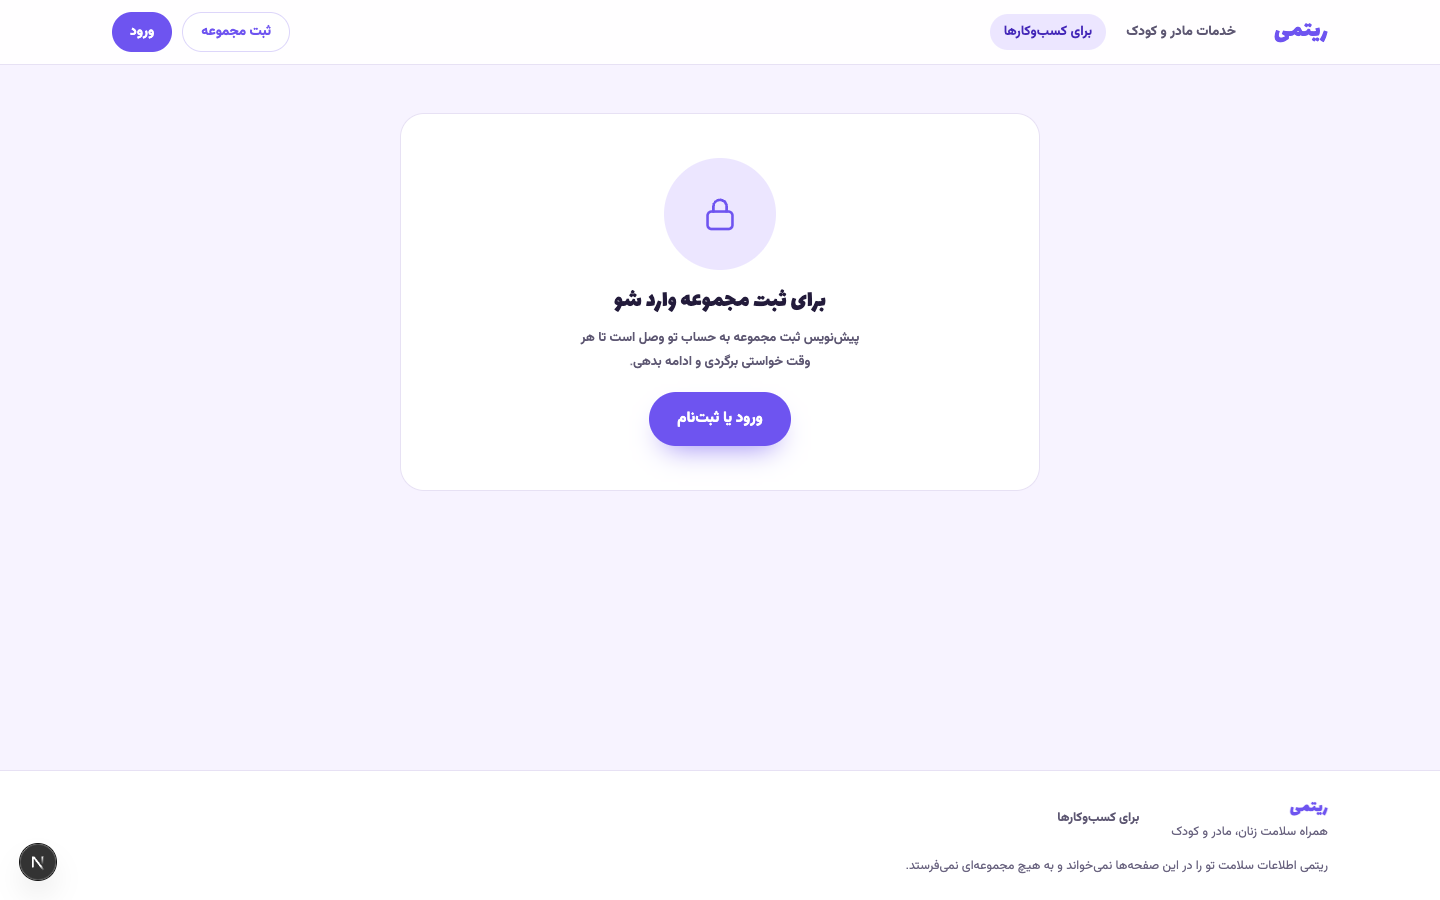 ریتمی
خدمات مادر و کودک
برای کسب‌وکارها
ثبت مجموعه
ورود
برای ثبت مجموعه وارد شو
پیش‌نویس ثبت مجموعه به حساب تو وصل است تا هر
وقت خواستی برگردی و ادامه بدهی.
ورود یا ثبت‌نام
ریتمی
همراه سلامت زنان، مادر و کودک
برای کسب‌وکارها
ریتمی اطلاعات سلامت تو را در این صفحه‌ها نمی‌خواند و به هیچ مجموعه‌ای نمی‌فرستد.
N